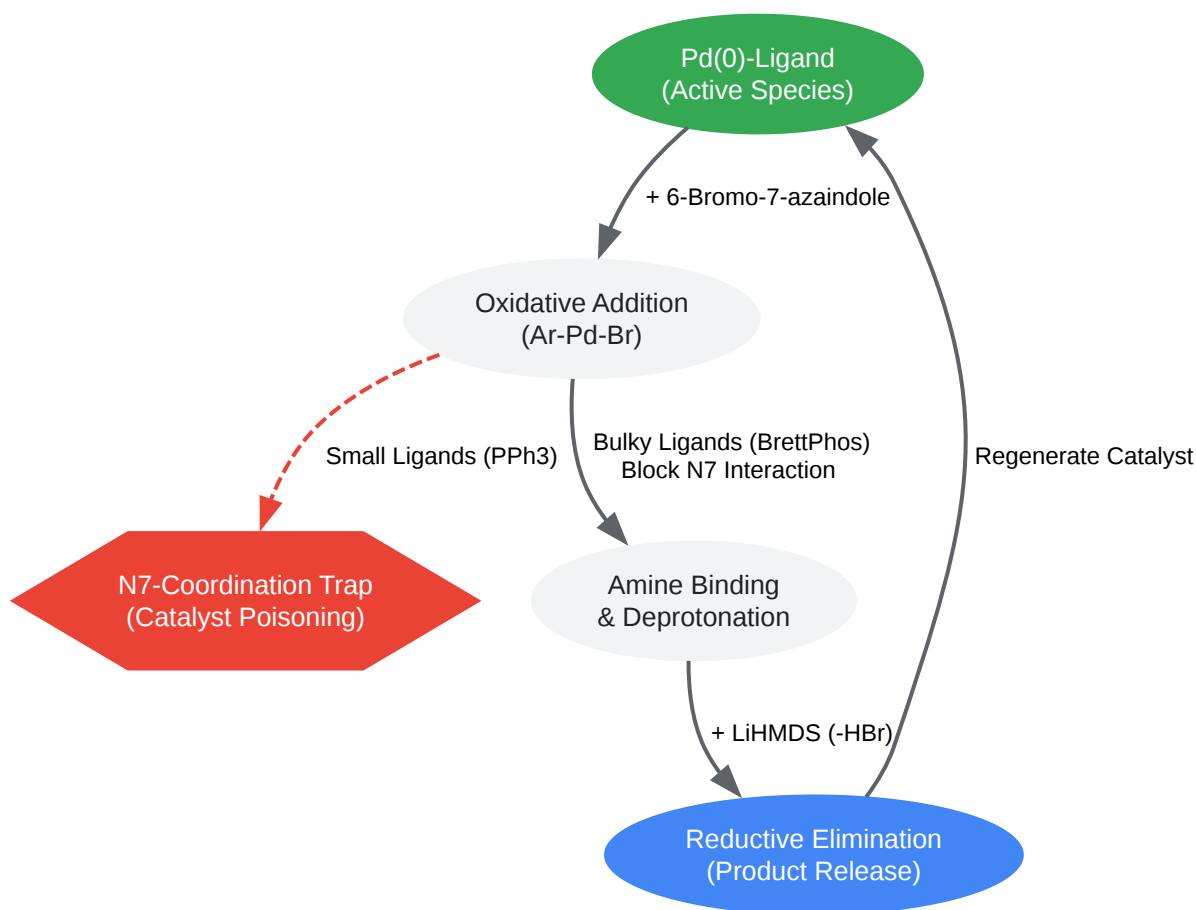 Pd(0)-Ligand
(Active Species)
+ 6-Bromo-7-azaindole
Oxidative Addition
(Ar-Pd-Br)
Small Ligands (PPh3)
Bulky Ligands (BrettPhos)
Block N7 Interaction
Regenerate Catalyst
N7-Coordination Trap
(Catalyst Poisoning)
Amine Binding
& Deprotonation
+ LiHMDS (-HBr)
Reductive Elimination
(Product Release)